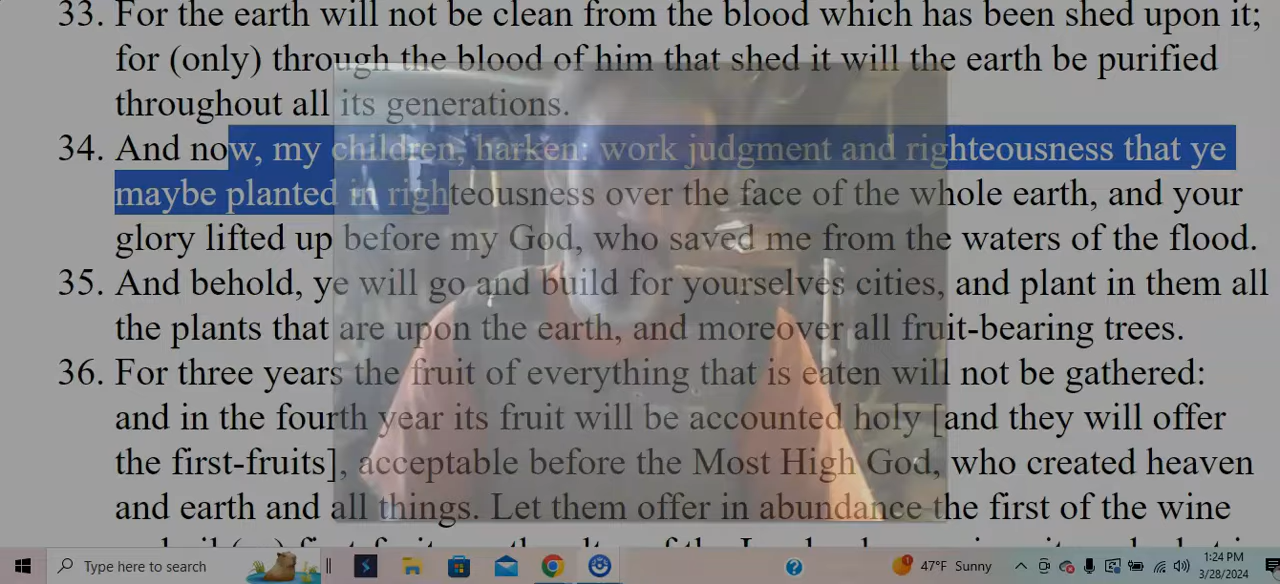 33. For the earth will not be clean from the blood which has been shed upon it;
for (only) through the blood of him that shed it will the earth be purified
throughout all its generations.
34. And now, my children, harken: work judgment and righteousness that ye
maybe planted in righteousness over the face of the whole earth, and your
glory lifted up before my God, who saved me from the waters of the flood.
35. And behold, ye will go and build for yourselves cities, and plant in them all
the plants that are upon the earth, and moreover all fruit-bearing trees.
36. For three years the fruit of everything that is eaten will not be gathered:
and in the fourth year its fruit will be accounted holy [and they will offer
the first-fruits], acceptable before the Most High God, who created heaven
and earth and all things. Let them offer in abundance the first of the wine
Type here to search
47°F Sunny
1:24 PM
3/28/2024